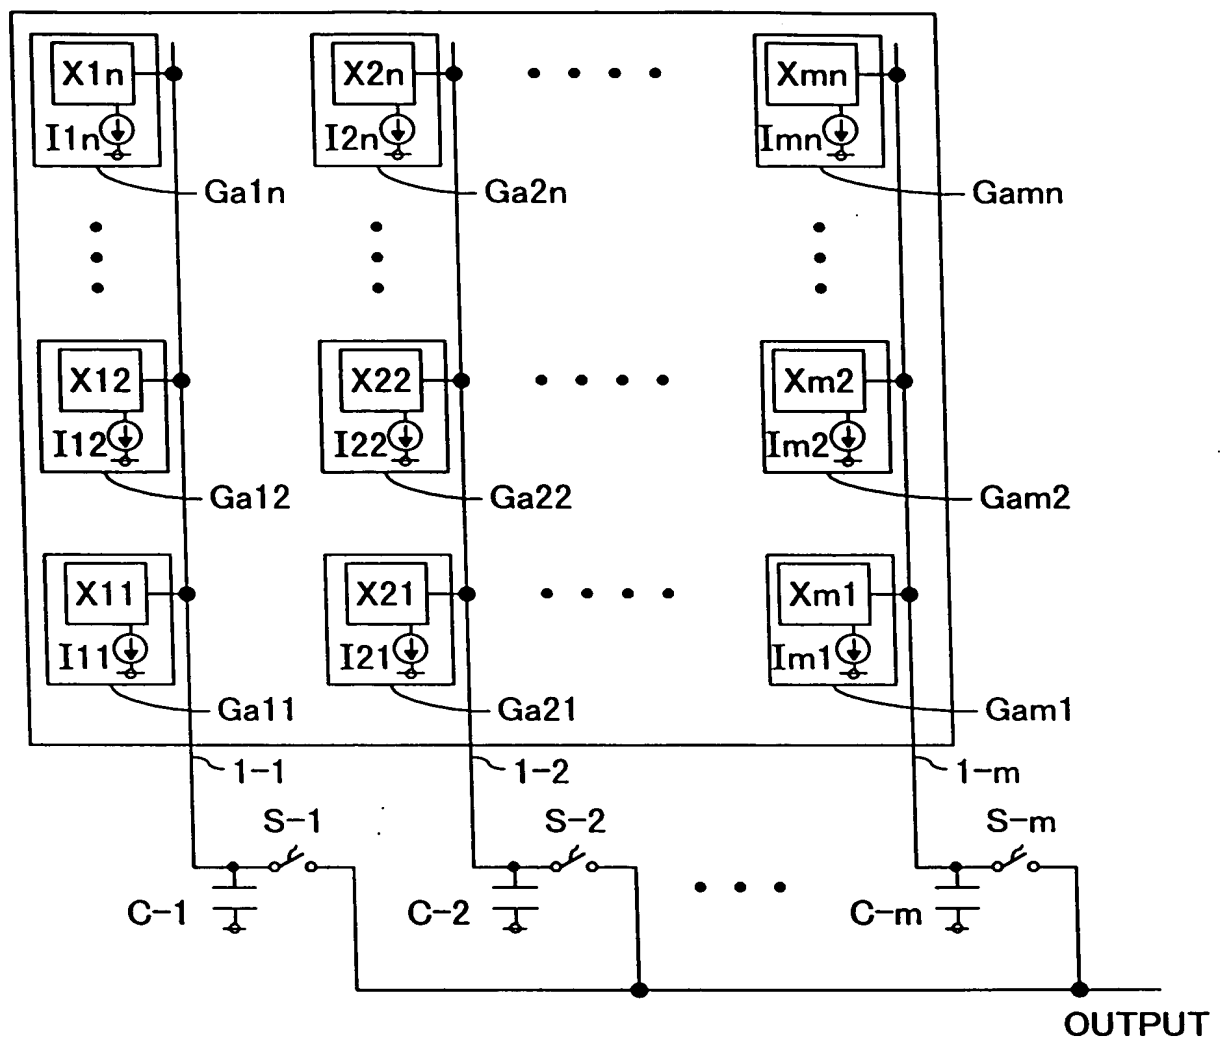 X1n X2n Xmn
I1n I2n Imn
Ga1n Ga2n Gamn
X12 X22 Xm2
I12 I22 Im2
Ga12 Ga22 Gam2
X11 X21 Xm1
I11 I21 Im1
Ga11 Ga21 Gam1
1-1 1-2 1-m
S-1 S-2 S-m
C-1 C-2 C-m
OUTPUT